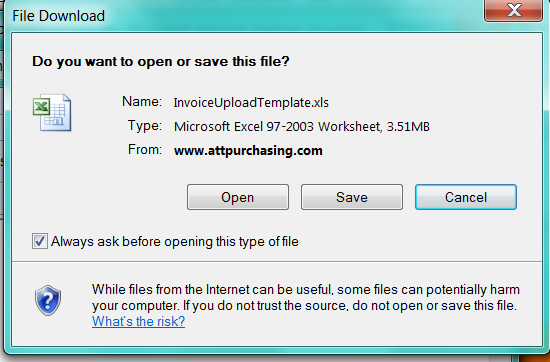 File Download
Do you want to open or save this file?
Name: InvoiceUploadTemplate.xls
Type: Microsoft Excel 97-2003 Worksheet, 3.51MB
From: www.attpurchasing.com
Open Save Cancel
Always ask before opening this type of file
While files from the Internet can be useful, some files can potentially harm
your computer. If you do not trust the source, do not open or save this file.
What's the risk?